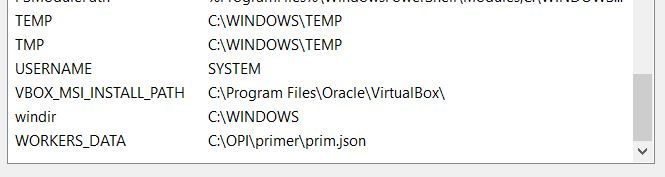 TEMP C:\WINDOWS\TEMP
TMP C:\WINDOWS\TEMP
USERNAME SYSTEM
VBOX_MSI_INSTALL_PATH C:\Program Files\Oracle\VirtualBox\
windir C:\WINDOWS
WORKERS_DATA C:\OPI\primer\prim.json